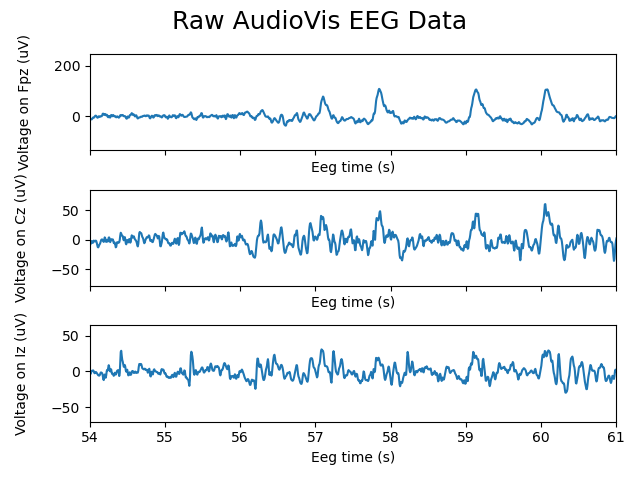 Raw AudioVis EEG Data
Voltage on Fpz (uV)
200
0
Eeg time (s)
Voltage on Cz (uV)
50
0
−50
Eeg time (s)
Voltage on Iz (uV)
50
0
−50
54 55 56 57 58 59 60 61
Eeg time (s)